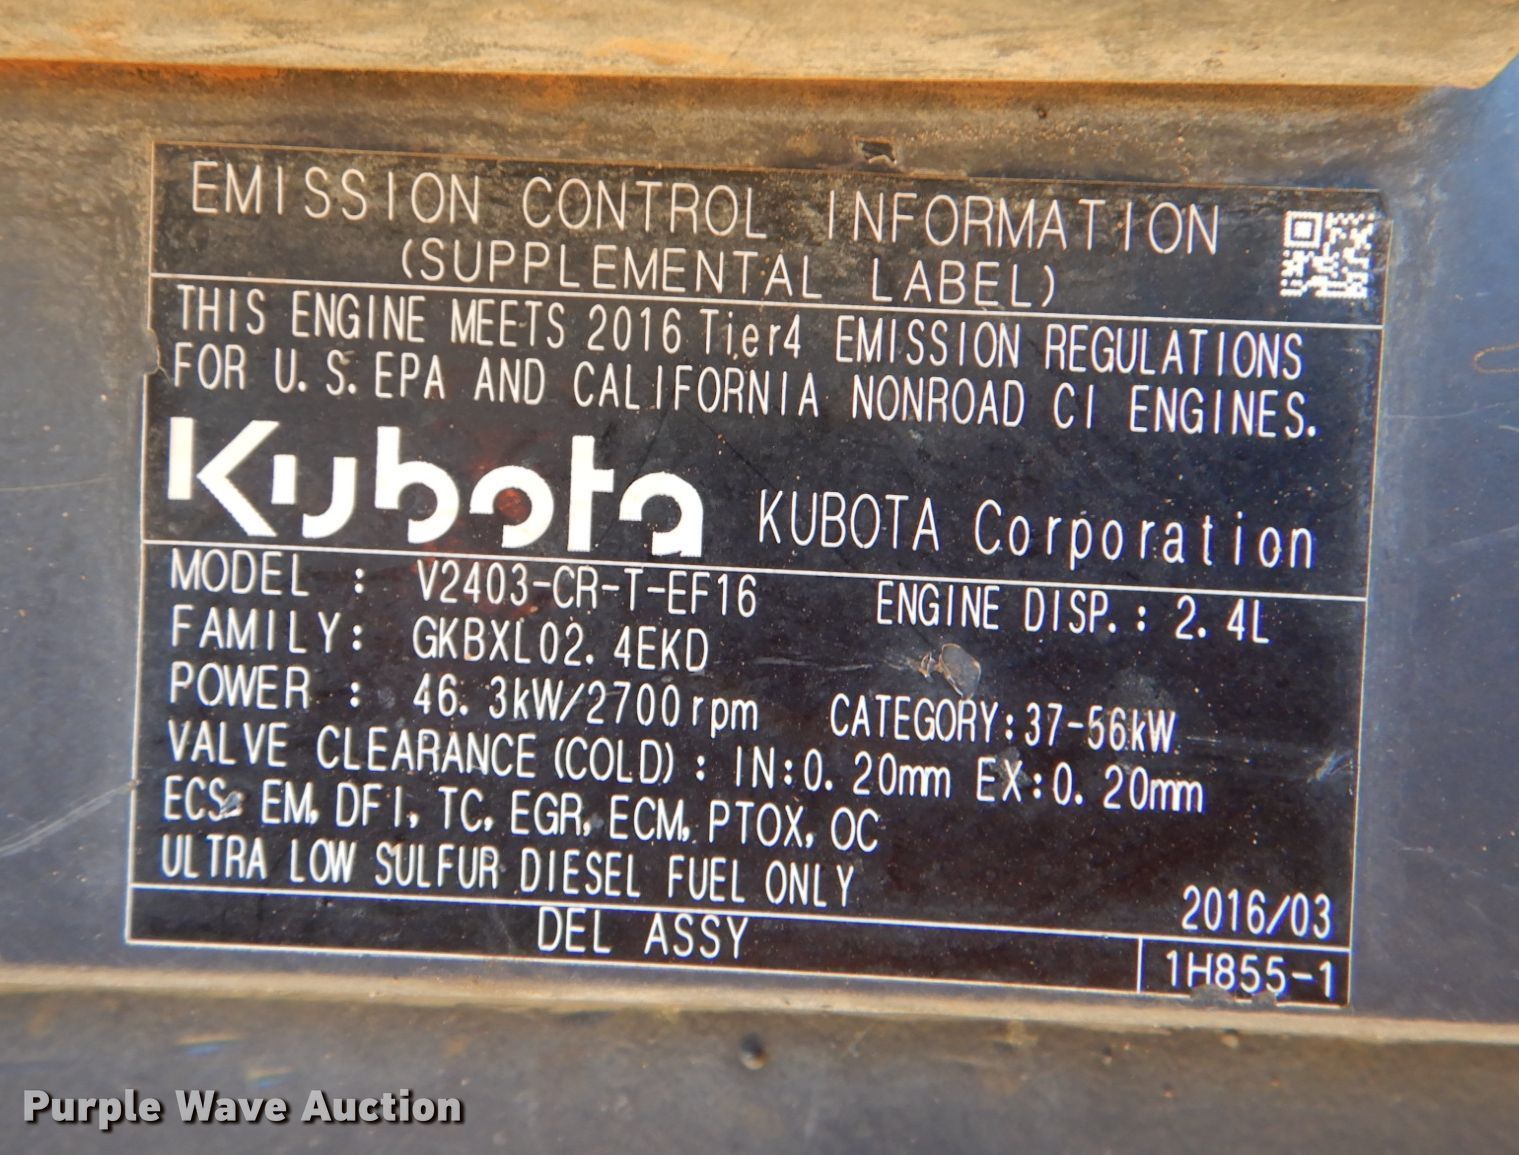 EMISSION CONTROL INFORMATION
(SUPPLEMENTAL LABEL)
THIS ENGINE MEETS 2016 Tier4 EMISSION REGULATIONS
FOR U.S.EPA AND CALIFORNIA NONROAD CI ENGINES.
Kubota KUBOTA Corporation
MODEL : V2403-CR-T-EF16 ENGINE DISP.: 2.4L
FAMILY: GKBXL02.4EKD
POWER : 46.3kW/2700rpm CATEGORY:37-56kW
VALVE CLEARANCE(COLD): IN:0.20mm EX:0.20mm
ECS: EM, DFI, TC, EGR, ECM, PTOX, OC
ULTRA LOW SULFUR DIESEL FUEL ONLY
2016/03
DEL ASSY
1H855-1
Purple Wave Auction